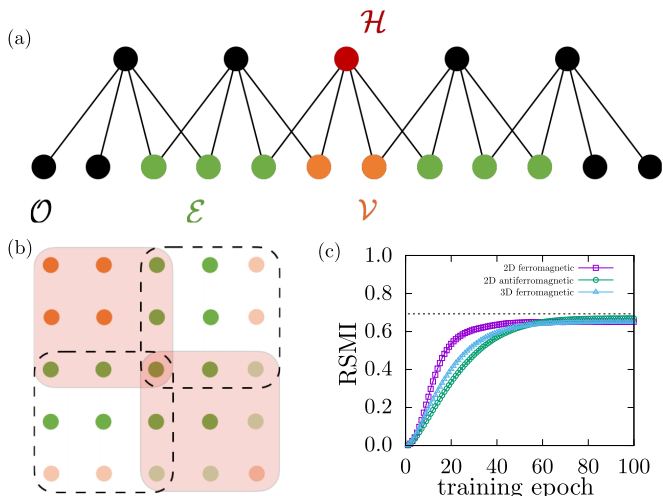 (a)
ℋ
𝒪
ℰ
𝒱
(b)
(c)
RSMI
1.0
0.8
0.6
0.4
0.2
0.0
2D ferromagnetic
2D antiferromagnetic
3D ferromagnetic
0 20 40 60 80 100
training epoch